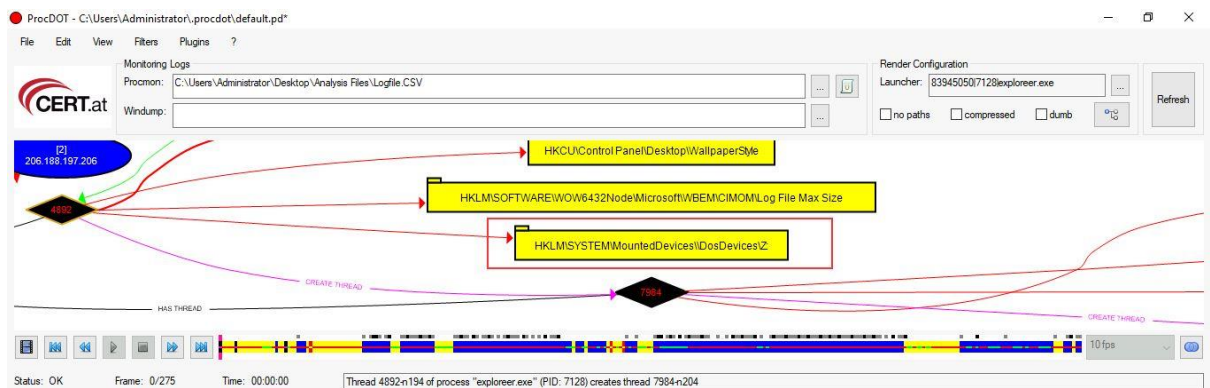 ProcDOT - C:\Users\Administrator\.procdot\default.pd*
File Edit View Filters Plugins ?
CERT.at
Monitoring Logs
Procmon: C:\Users\Administrator\Desktop\Analysis Files\Logfile.CSV ...
Windump: ...
Render Configuration
Launcher: 83945050|7128|exploreer.exe ...
no paths compressed dumb
Refresh
[2]
206.188.197.206
HKCU\Control Panel\Desktop\WallpaperStyle
4892
HKLM\SOFTWARE\WOW6432Node\Microsoft\WBEM\CIMOM\Log File Max Size
HKLM\SYSTEM\MountedDevices\\DosDevices\Z:
CREATE THREAD
7984
HAS THREAD
CREATE THREAD
10 fps
Status: OK Frame: 0/275 Time: 00:00:00 Thread 4892-n194 of process "exploreer.exe" (PID: 7128) creates thread 7984-n204